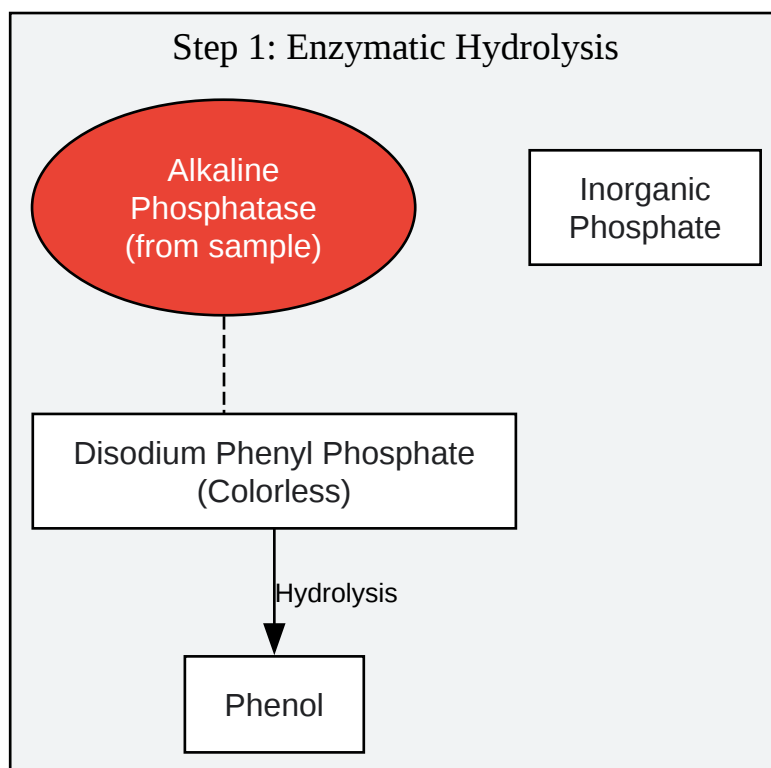 Step 1: Enzymatic Hydrolysis
Alkaline
Phosphatase
(from sample)
Inorganic
Phosphate
Disodium Phenyl Phosphate
(Colorless)
Hydrolysis
Phenol